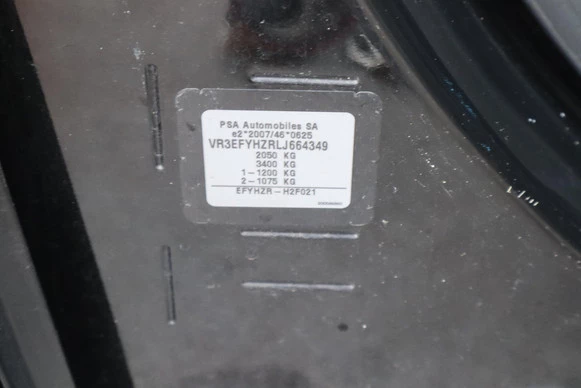 PSA Automobiles SA
e2*2007/46*0625
VR3EFYHZRLJ664349
2050 KG
3400 KG
1-1200 KG
2-1075 KG
EFYHZR-H2F021